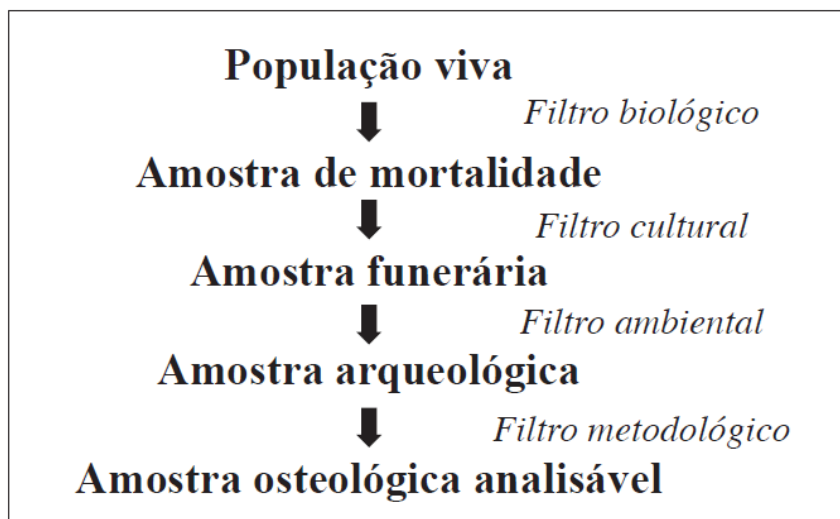 População viva
Filtro biológico
Amostra de mortalidade
Filtro cultural
Amostra funerária
Filtro ambiental
Amostra arqueológica
Filtro metodológico
Amostra osteológica analisável